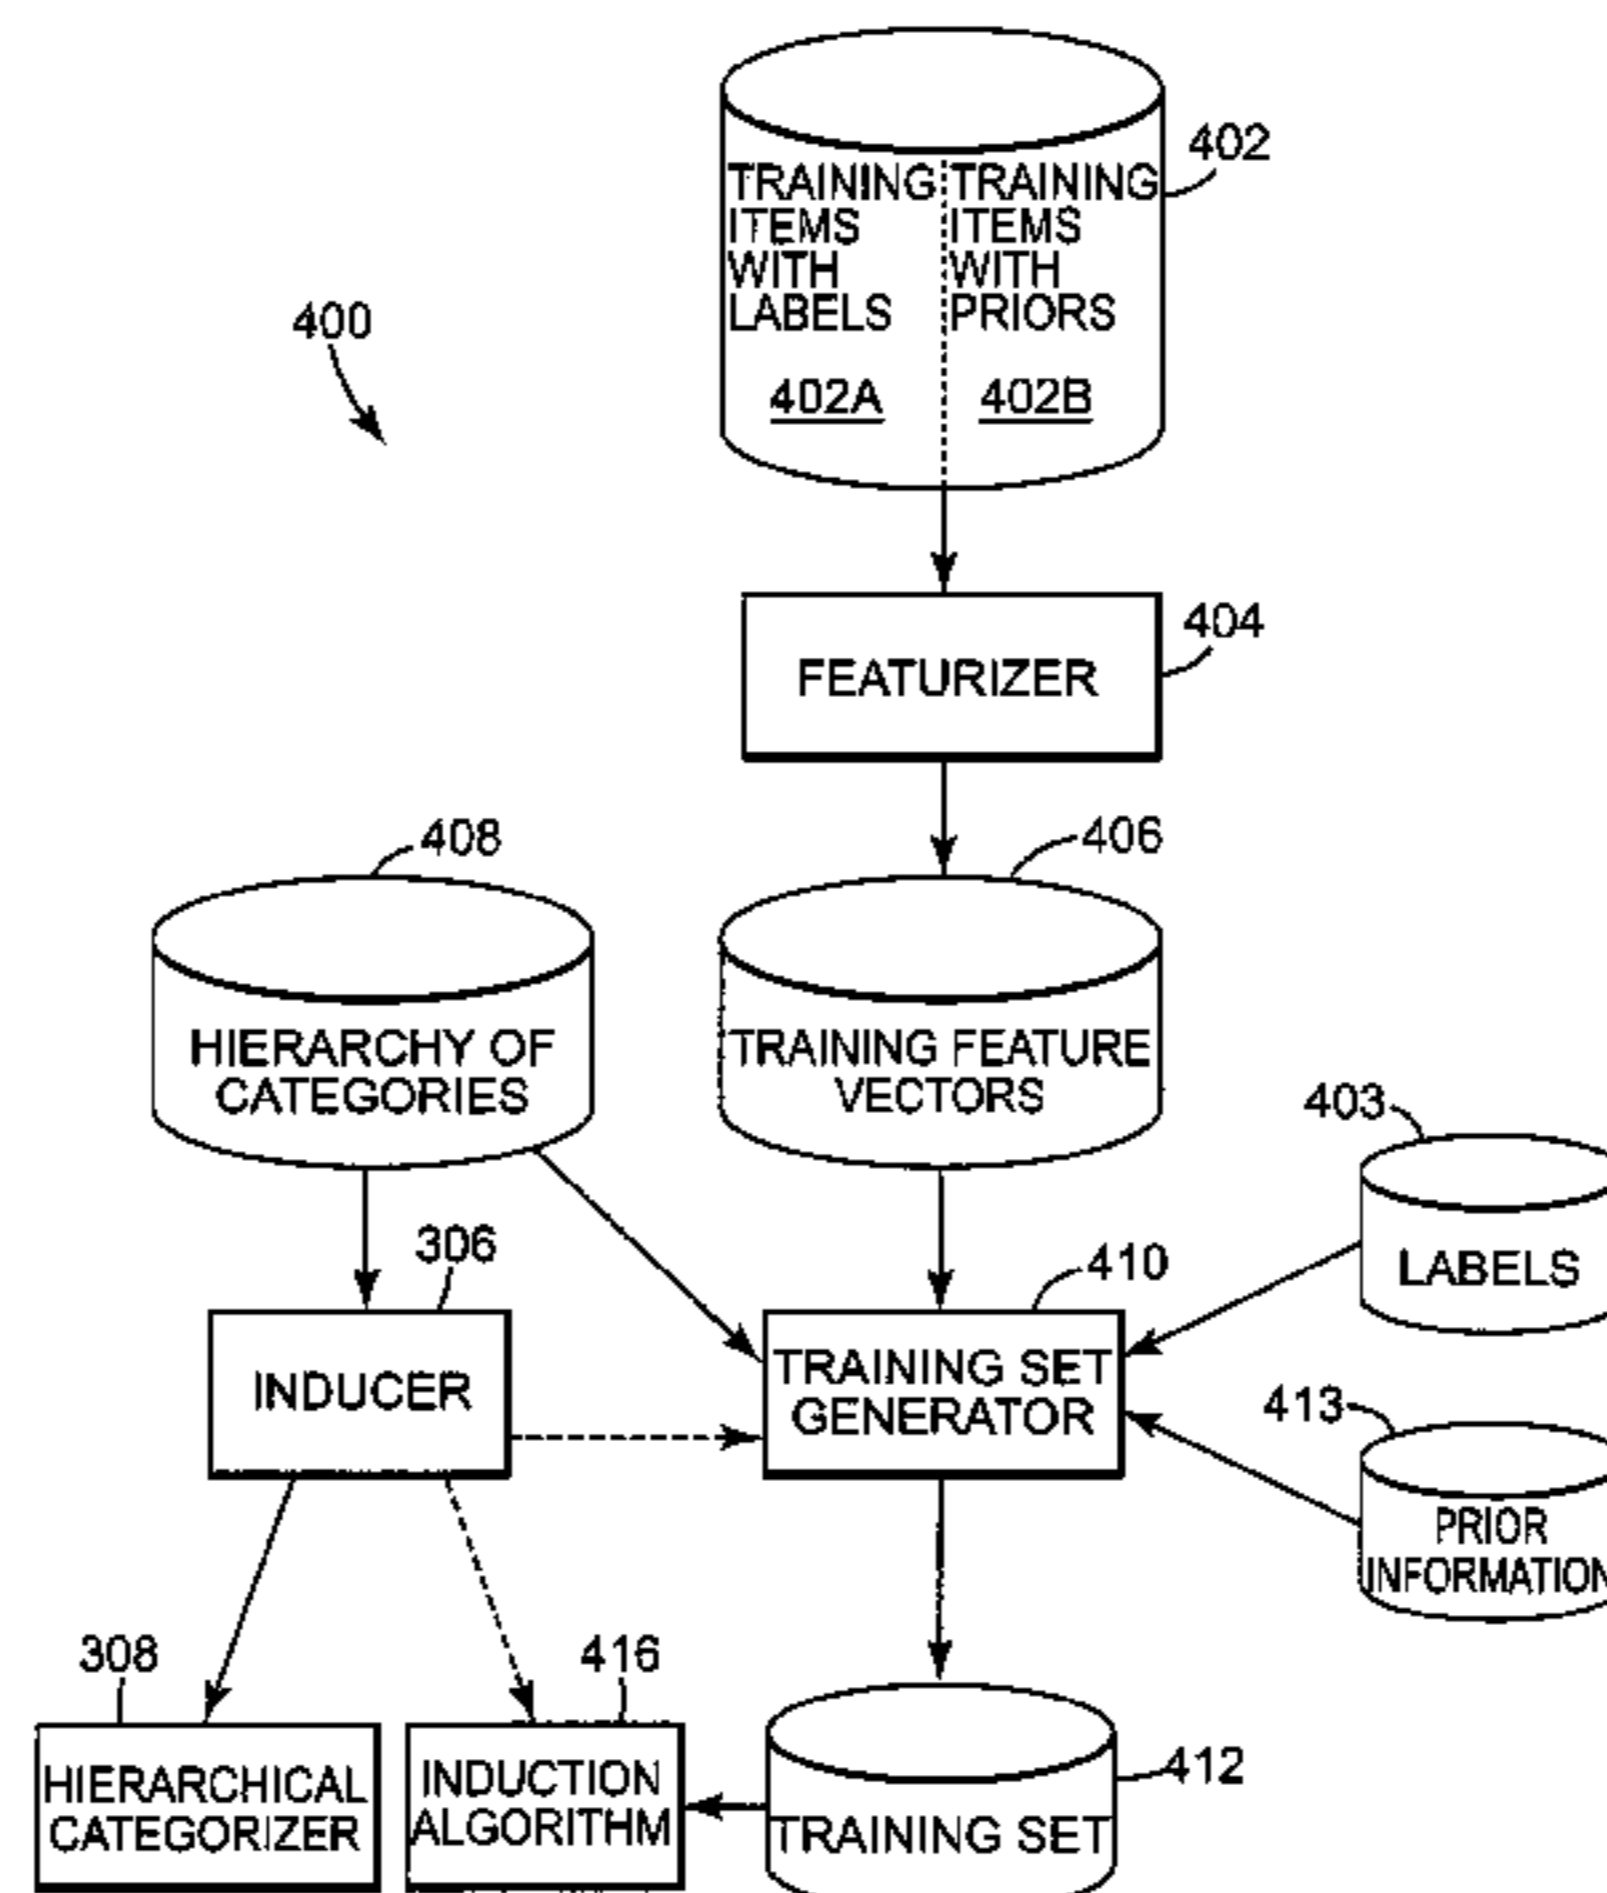 402
TRAINING
ITEMS
WITH
LABELS
402A
TRAINING
ITEMS
WITH
PRIORS
402B
400
404
FEATURIZER
408
406
HIERARCHY OF
CATEGORIES
TRAINING FEATURE
VECTORS
403
LABELS
306
410
INDUCER
TRAINING SET
GENERATOR
413
PRIOR
INFORMATION
308
416
412
HIERARCHICAL
CATEGORIZER
INDUCTION
ALGORITHM
TRAINING SET